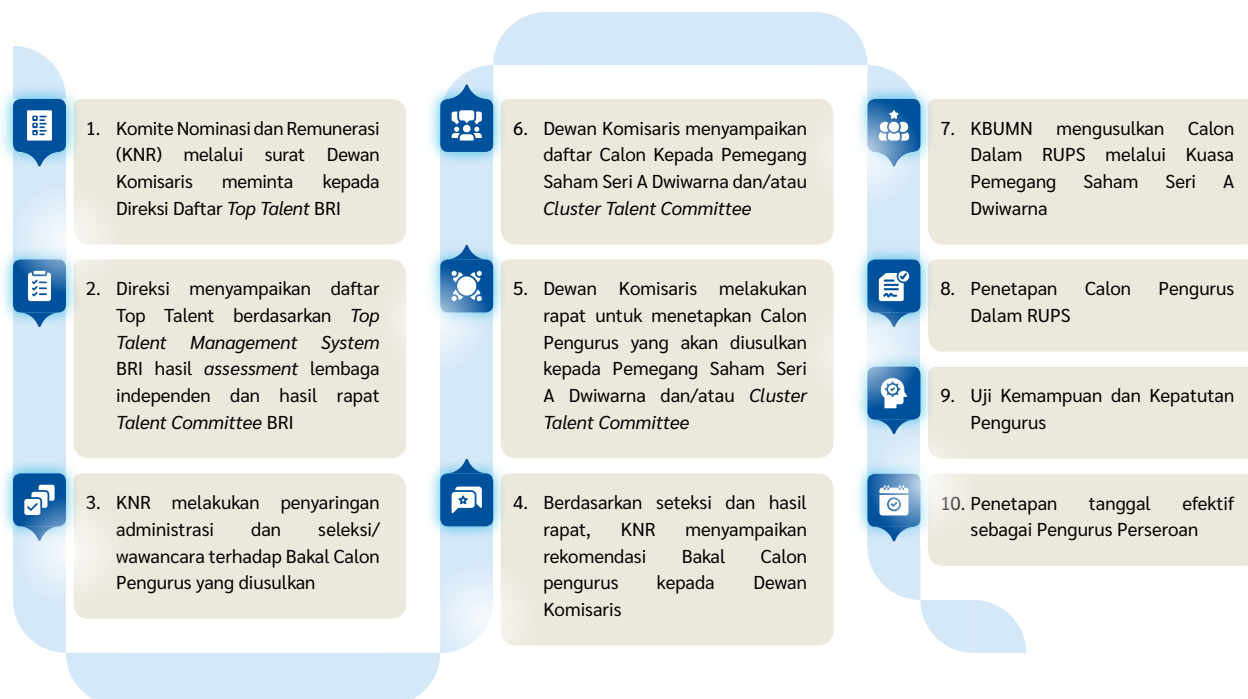 1. Komite Nominasi dan Remunerasi
(KNR) melalui surat Dewan
Komisaris meminta kepada
Direksi Daftar Top Talent BRI
2. Direksi menyampaikan daftar
Top Talent berdasarkan Top
Talent Management System
BRI hasil assessment lembaga
independen dan hasil rapat
Talent Committee BRI
3. KNR melakukan penyaringan
administrasi dan seleksi/
wawancara terhadap Bakal Calon
Pengurus yang diusulkan
4. Berdasarkan seteksi dan hasil
rapat, KNR menyampaikan
rekomendasi Bakal Calon
pengurus kepada Dewan
Komisaris
5. Dewan Komisaris melakukan
rapat untuk menetapkan Calon
Pengurus yang akan diusulkan
kepada Pemegang Saham Seri
A Dwiwarna dan/atau Cluster
Talent Committee
6. Dewan Komisaris menyampaikan
daftar Calon Kepada Pemegang
Saham Seri A Dwiwarna dan/atau
Cluster Talent Committee
7. KBUMN mengusulkan Calon
Dalam RUPS melalui Kuasa
Pemegang Saham Seri A
Dwiwarna
8. Penetapan Calon Pengurus
Dalam RUPS
9. Uji Kemampuan dan Kepatutan
Pengurus
10. Penetapan tanggal efektif
sebagai Pengurus Perseroan